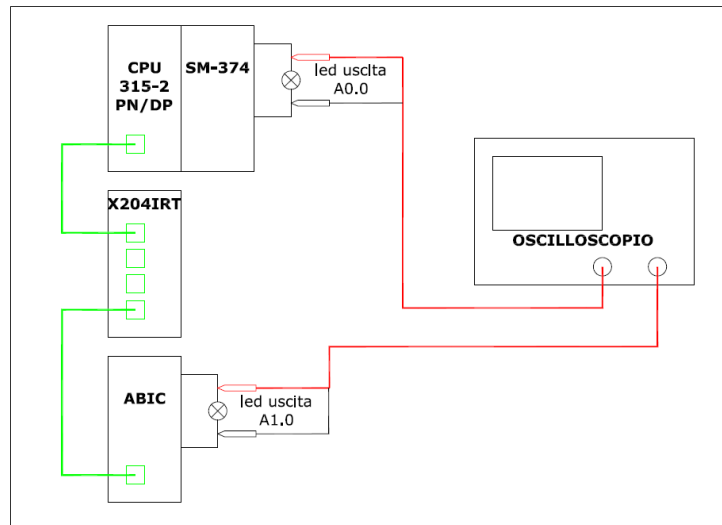 CPU
315-2
PN/DP
SM-374
led uscita
A0.0
X204IRT
OSCILLOSCOPIO
ABIC
led uscita
A1.0